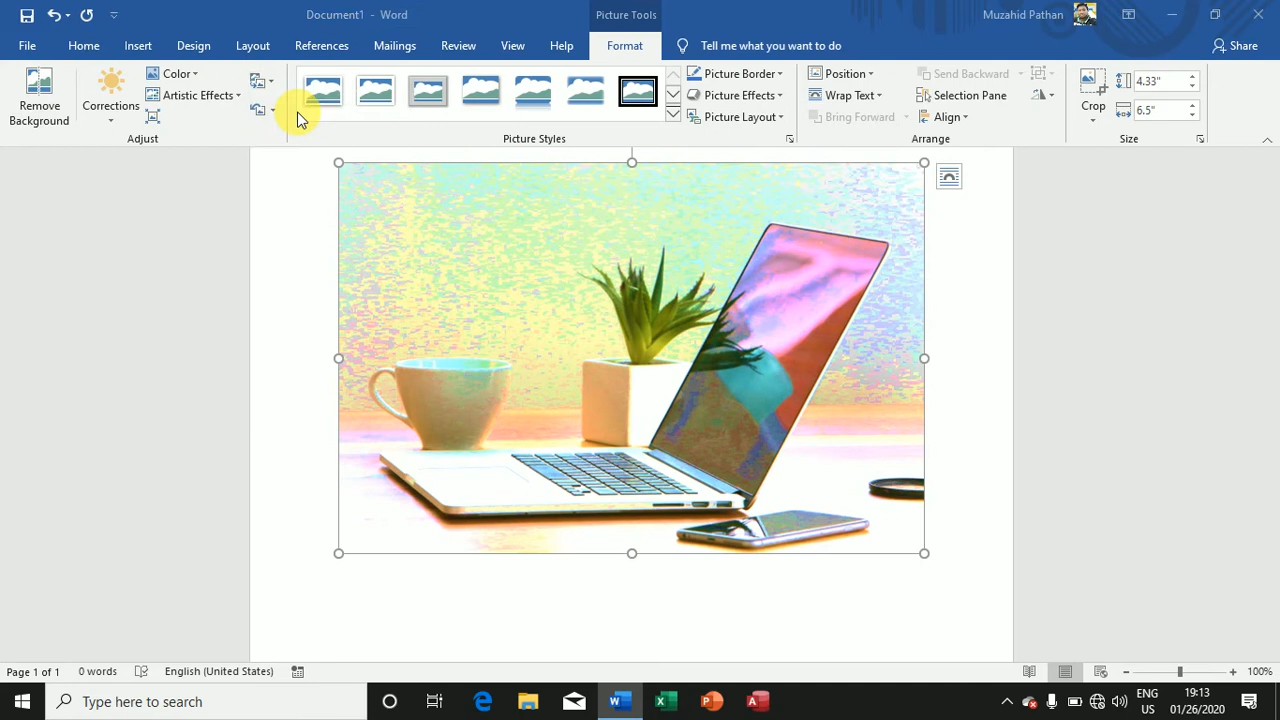 Document1 - Word
Picture Tools
Muzahid Pathan
File Home Insert Design Layout References Mailings Review View Help Format Tell me what you want to do Share
Remove Background
Corrections
Color
Artistic Effects
Adjust
Picture Styles
Picture Border
Picture Effects
Picture Layout
Position
Wrap Text
Bring Forward
Send Backward
Selection Pane
Align
Arrange
Crop
4.33"
6.5"
Size
Page 1 of 1 0 words English (United States) 100%
Type here to search
ENG
US
19:13
01/26/2020